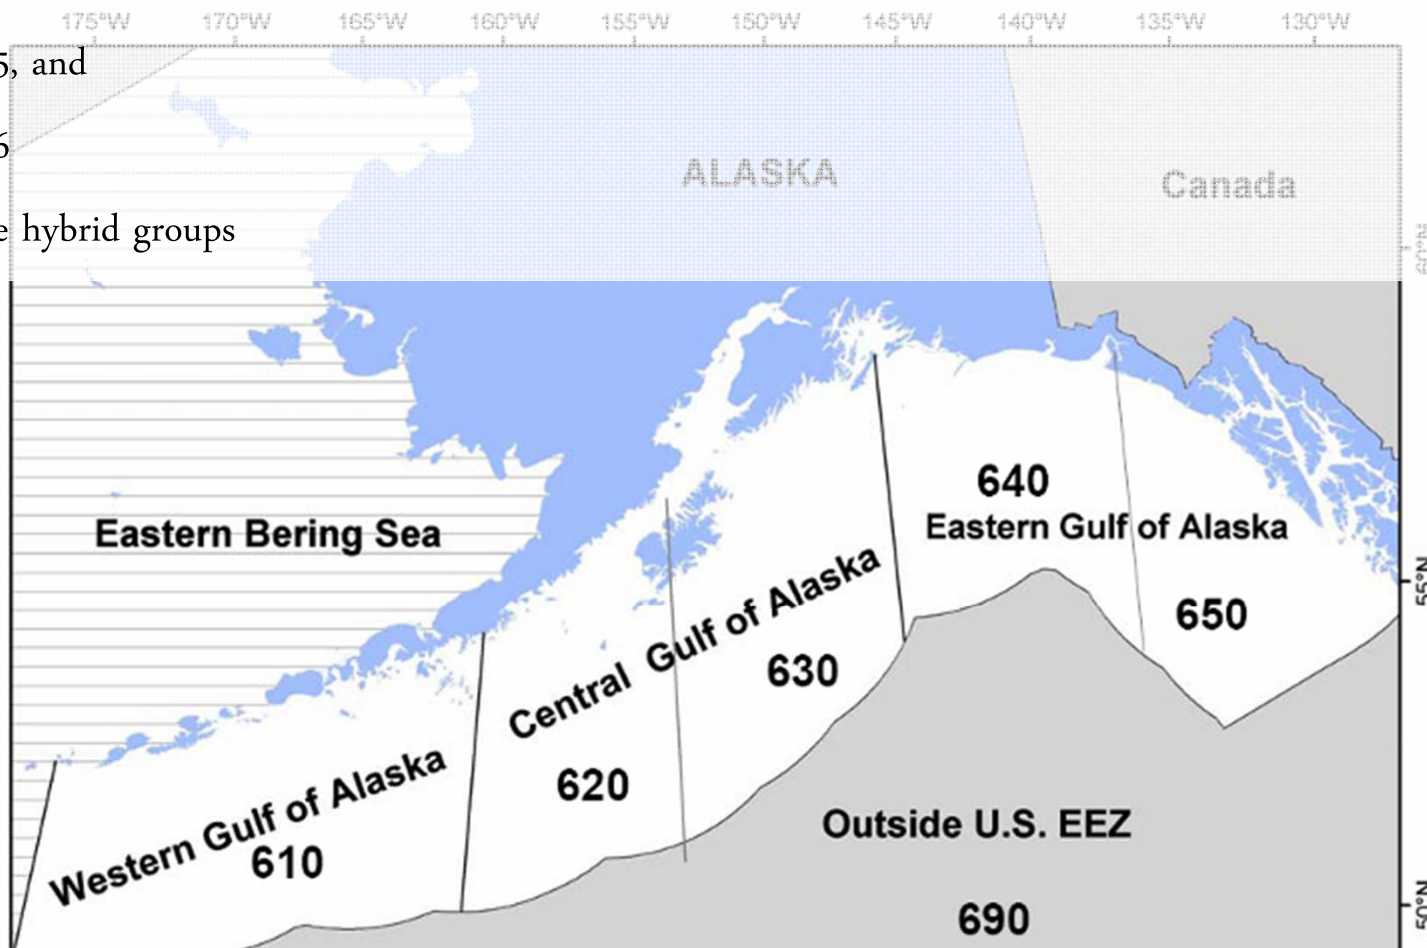 175°W 170°W 165°W 160°W 155°W 150°W 145°W 140°W 135°W 130°W
5, and
6
ALASKA
Canada
e hybrid groups
60°N
640
Eastern Bering Sea
Eastern Gulf of Alaska
55°N
Central Gulf of Alaska
650
630
620
Western Gulf of Alaska
610
Outside U.S. EEZ
50°N
690